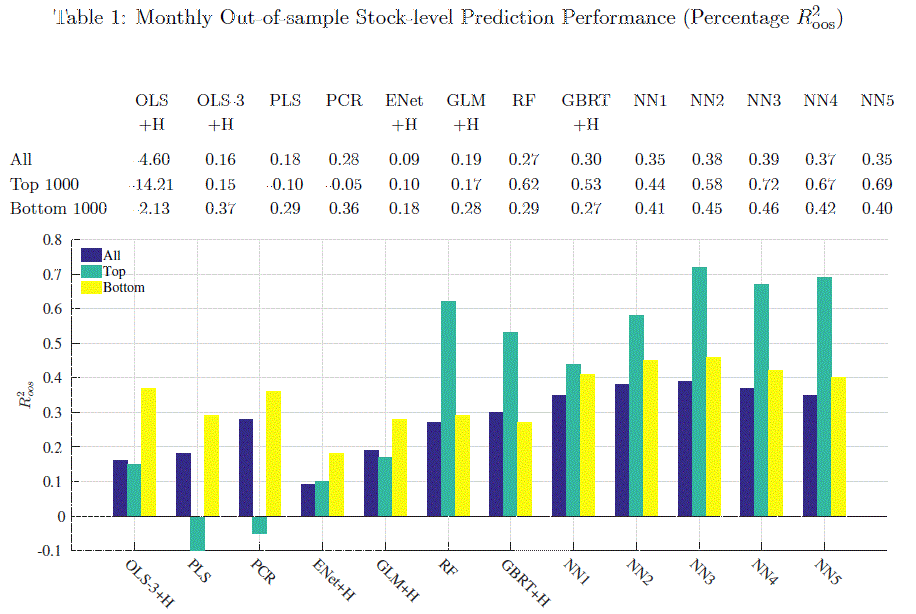 Table 1: Monthly Out-of-sample Stock-level Prediction Performance (Percentage R²oos)
OLS OLS-3 PLS PCR ENet GLM RF GBRT NN1 NN2 NN3 NN4 NN5
+H +H +H +H +H
All -4.60 0.16 0.18 0.28 0.09 0.19 0.27 0.30 0.35 0.38 0.39 0.37 0.35
Top 1000 -14.21 0.15 -0.10 -0.05 0.10 0.17 0.62 0.53 0.44 0.58 0.72 0.67 0.69
Bottom 1000 -2.13 0.37 0.29 0.36 0.18 0.28 0.29 0.27 0.41 0.45 0.46 0.42 0.40
All
Top
Bottom
R²oos
0.8
0.7
0.6
0.5
0.4
0.3
0.2
0.1
0
-0.1
OLS-3+H PLS PCR ENet+H GLM+H RF GBRT+H NN1 NN2 NN3 NN4 NN5